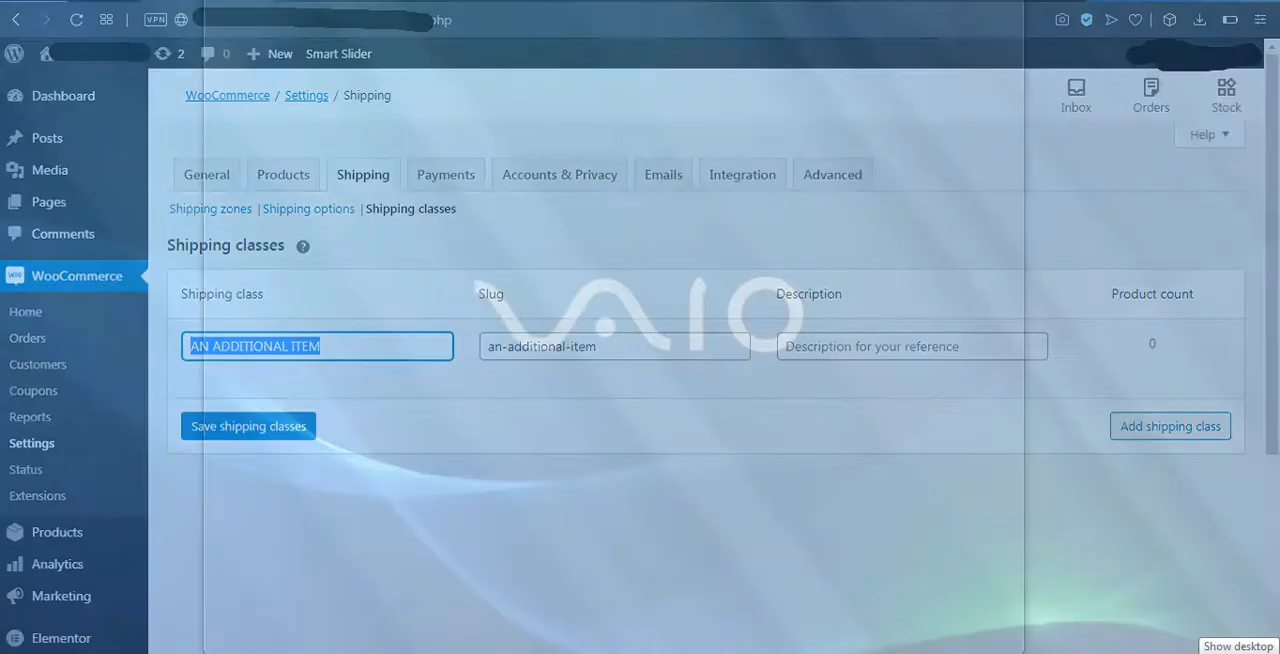 VPN php
2 0 New Smart Slider
Dashboard
Posts
Media
Pages
Comments
WooCommerce
Home
Orders
Customers
Coupons
Reports
Settings
Status
Extensions
Products
Analytics
Marketing
Elementor
WooCommerce / Settings / Shipping
Inbox Orders Stock
Help
General Products Shipping Payments Accounts & Privacy Emails Integration Advanced
Shipping zones | Shipping options | Shipping classes
Shipping classes ?
Shipping class Slug Description Product count
VAIO
AN ADDITIONAL ITEM an-additional-item Description for your reference 0
Save shipping classes Add shipping class
Show desktop